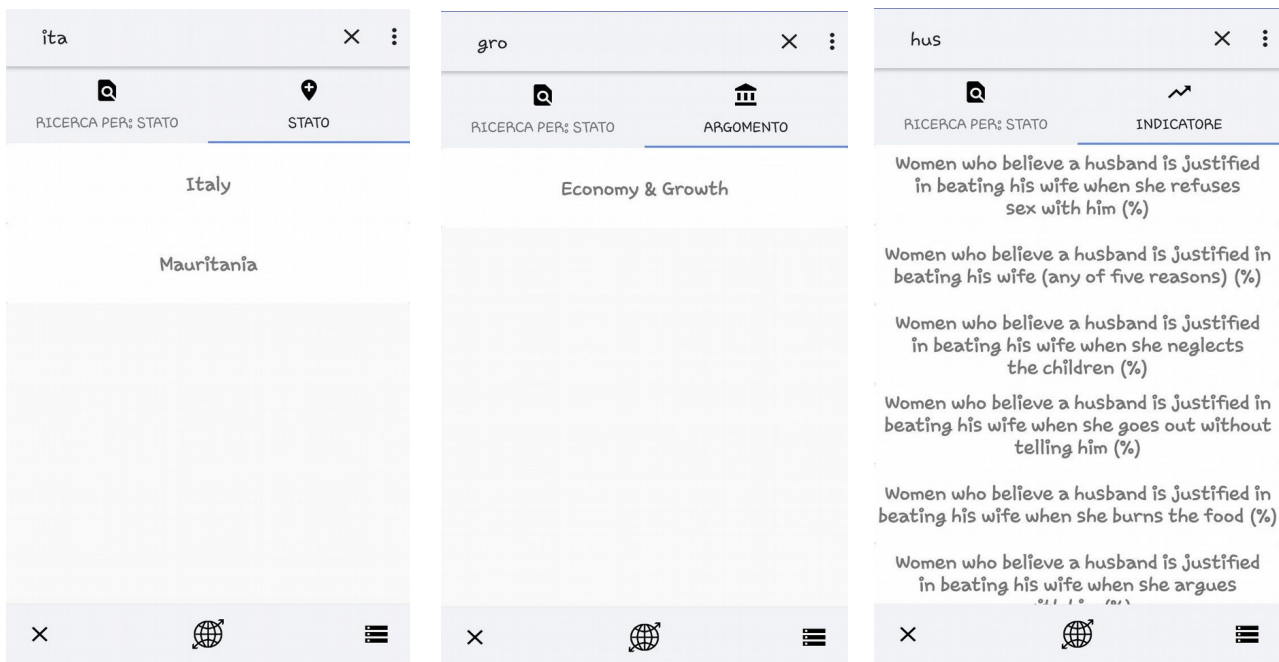 ita
RICERCA PER: STATO
STATO
Italy
Mauritania
gro
RICERCA PER: STATO
ARGOMENTO
Economy & Growth
hus
RICERCA PER: STATO
INDICATORE
Women who believe a husband is justified
in beating his wife when she refuses
sex with him (%)
Women who believe a husband is justified in
beating his wife (any of five reasons) (%)
Women who believe a husband is justified
in beating his wife when she neglects
the children (%)
Women who believe a husband is justified in
beating his wife when she goes out without
telling him (%)
Women who believe a husband is justified in
beating his wife when she burns the food (%)
Women who believe a husband is justified
in beating his wife when she argues